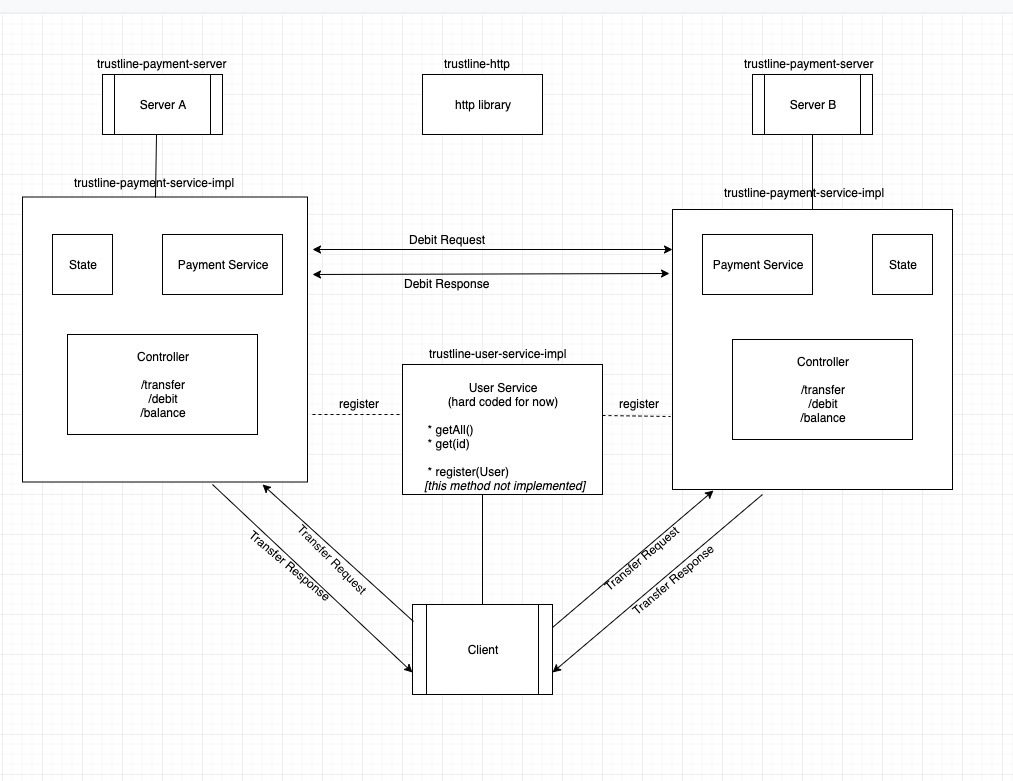 trustline-payment-server
trustline-http
trustline-payment-server
Server A
http library
Server B
trustline-payment-service-impl
trustline-payment-service-impl
State
Payment Service
Debit Request
Debit Response
Payment Service
State
Controller
/transfer
/debit
/balance
register
trustline-user-service-impl
User Service
(hard coded for now)
* getAll()
* get(id)
* register(User)
[this method not implemented]
register
Controller
/transfer
/debit
/balance
Transfer Request
Transfer Response
Transfer Request
Transfer Response
Client